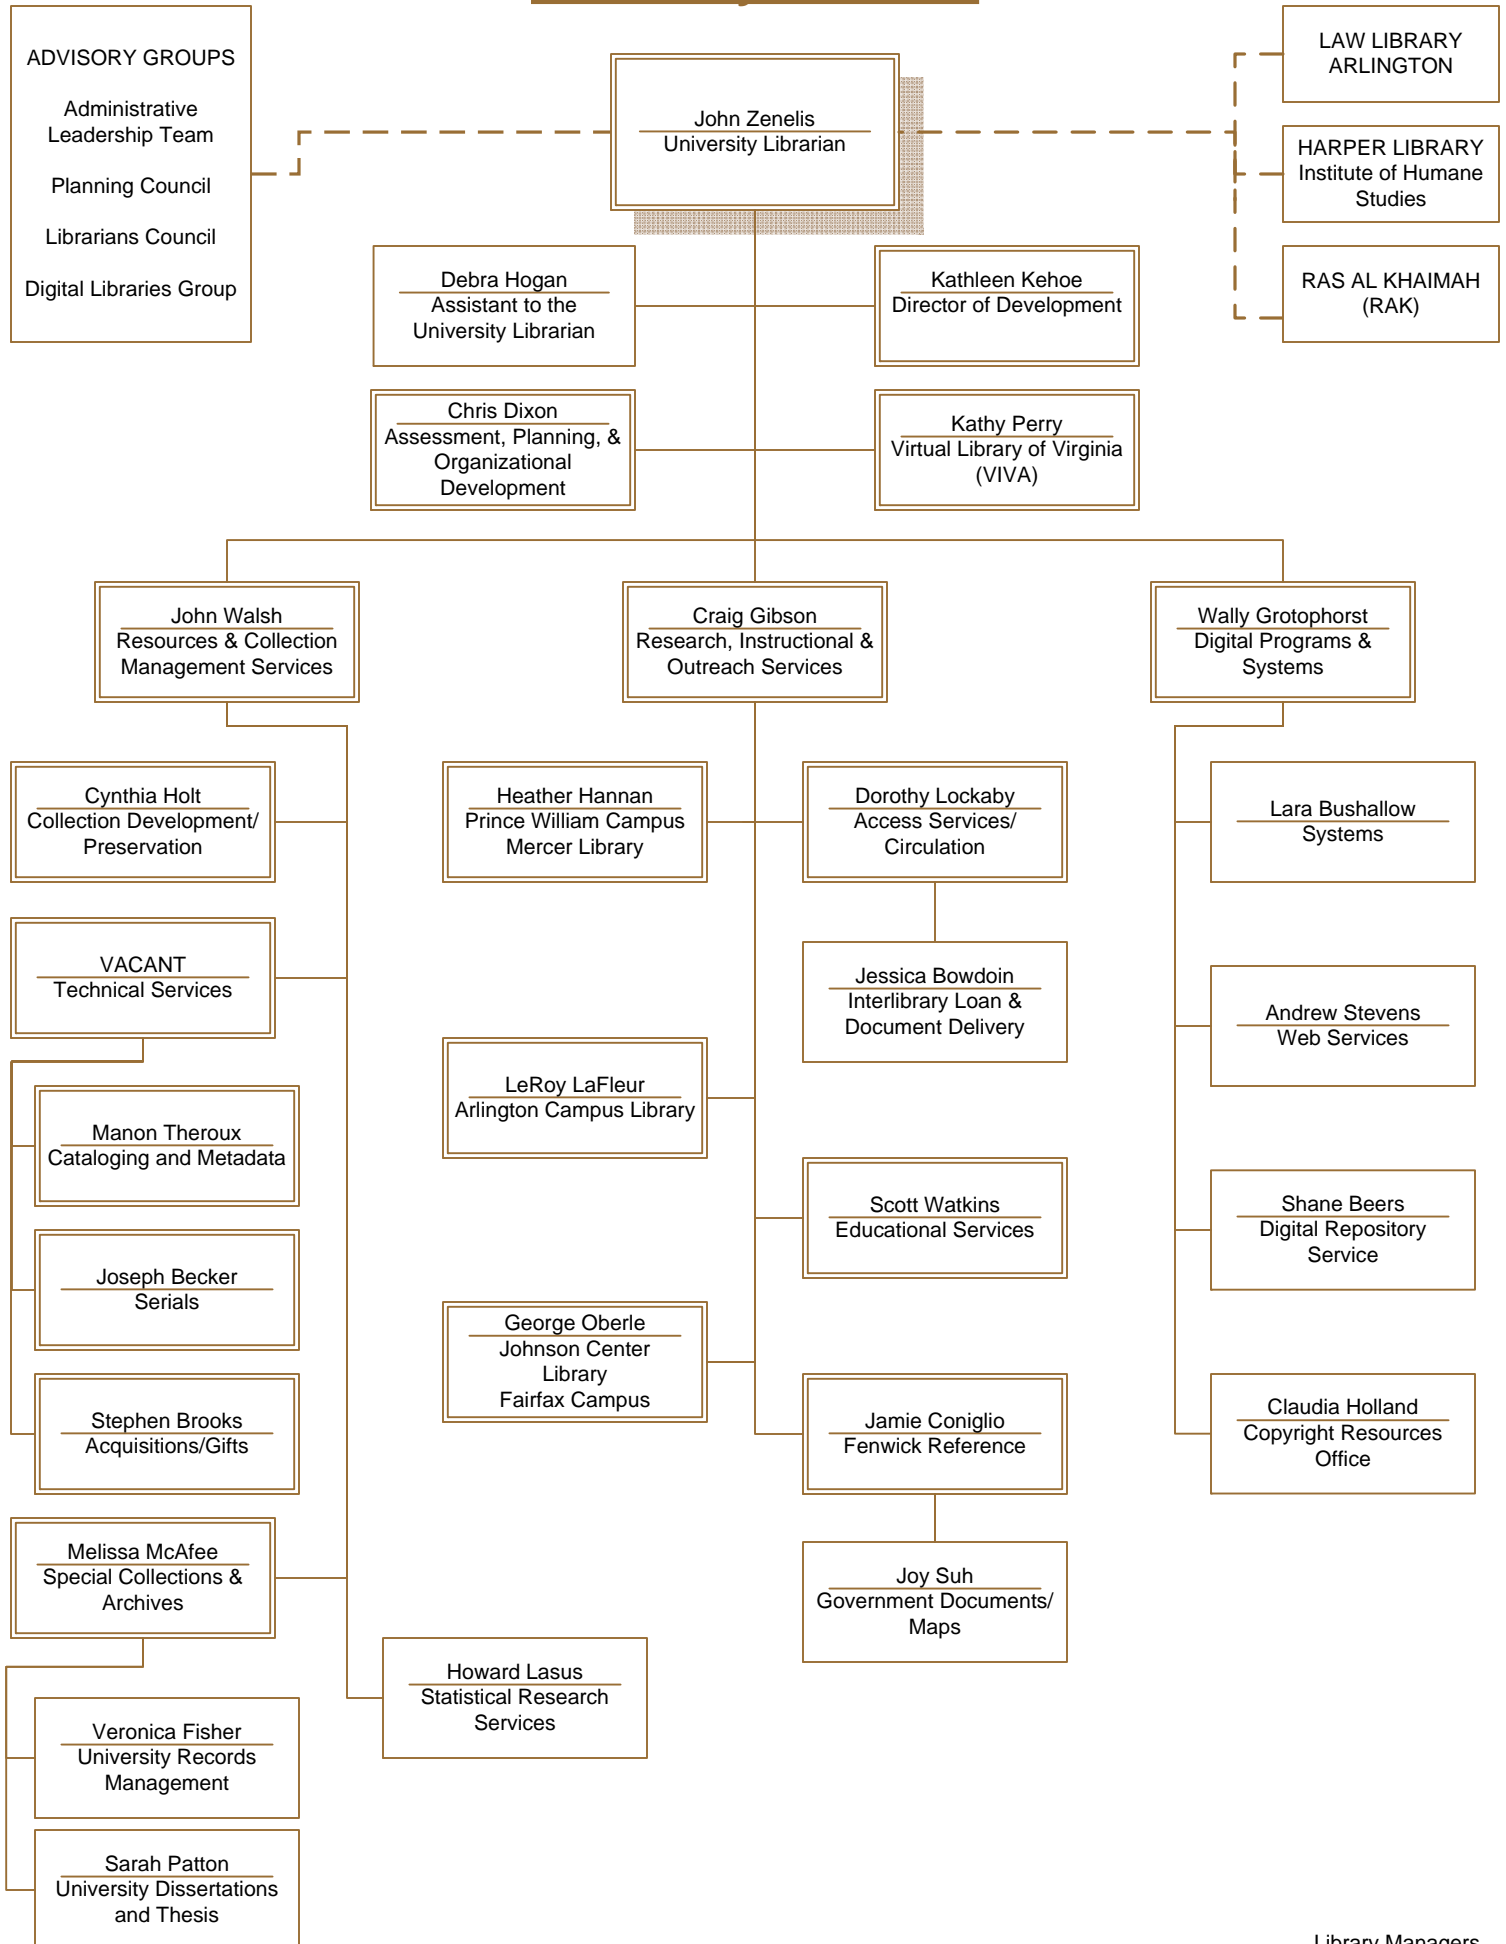 ADVISORY GROUPS
Administrative
Leadership Team
Planning Council
Librarians Council
Digital Libraries Group
John Zenelis
University Librarian
LAW LIBRARY
ARLINGTON
HARPER LIBRARY
Institute of Humane
Studies
RAS AL KHAIMAH
(RAK)
Debra Hogan
Assistant to the
University Librarian
Kathleen Kehoe
Director of Development
Chris Dixon
Assessment, Planning, &
Organizational
Development
Kathy Perry
Virtual Library of Virginia
(VIVA)
John Walsh
Resources & Collection
Management Services
Craig Gibson
Research, Instructional &
Outreach Services
Wally Grotophorst
Digital Programs &
Systems
Cynthia Holt
Collection Development/
Preservation
VACANT
Technical Services
Manon Theroux
Cataloging and Metadata
Joseph Becker
Serials
Stephen Brooks
Acquisitions/Gifts
Melissa McAfee
Special Collections &
Archives
Veronica Fisher
University Records
Management
Sarah Patton
University Dissertations
and Thesis
Howard Lasus
Statistical Research
Services
Heather Hannan
Prince William Campus
Mercer Library
Dorothy Lockaby
Access Services/
Circulation
Jessica Bowdoin
Interlibrary Loan &
Document Delivery
LeRoy LaFleur
Arlington Campus Library
Scott Watkins
Educational Services
George Oberle
Johnson Center
Library
Fairfax Campus
Jamie Coniglio
Fenwick Reference
Joy Suh
Government Documents/
Maps
Lara Bushallow
Systems
Andrew Stevens
Web Services
Shane Beers
Digital Repository
Service
Claudia Holland
Copyright Resources
Office
Library Managers